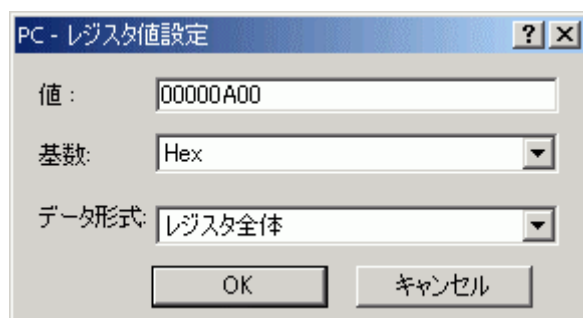 PC - レジスタ値設定
値 : 00000A00
基数: Hex
データ形式: レジスタ全体
OK キャンセル